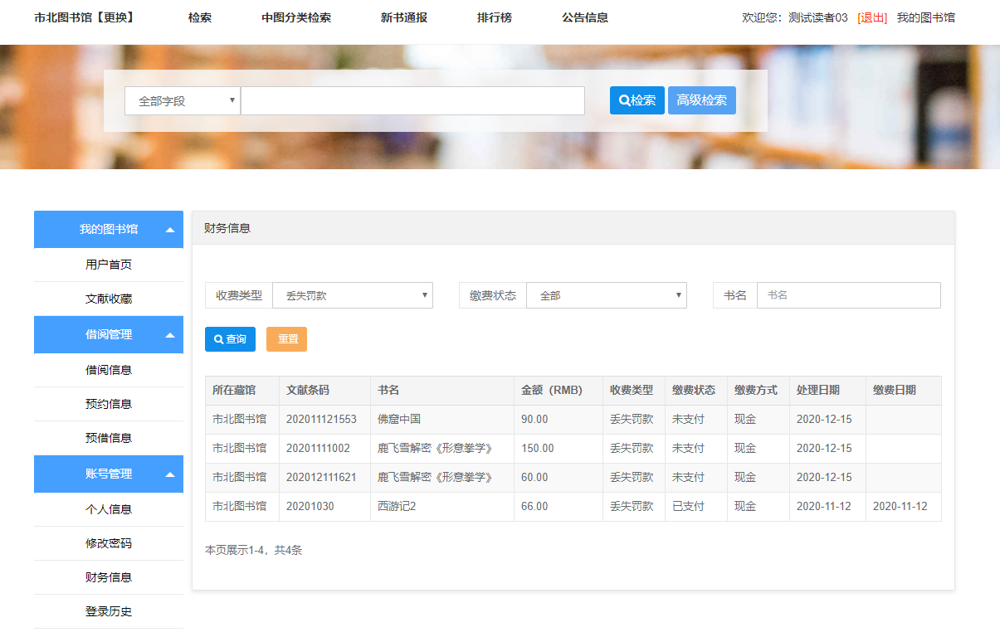 市北图书馆【更换】 检索 中图分类检索 新书通报 排行榜 公告信息 欢迎您：测试读者03 [退出] 我的图书馆
全部字段 检索 高级检索
我的图书馆
用户首页
文献收藏
借阅管理
借阅信息
预约信息
预借信息
账号管理
个人信息
修改密码
财务信息
登录历史
财务信息
收费类型 丢失罚款 缴费状态 全部 书名 书名
查询 重置
所在藏馆 文献条码 书名 金额（RMB） 收费类型 缴费状态 缴费方式 处理日期 缴费日期
市北图书馆 202011121553 佛窟中国 90.00 丢失罚款 未支付 现金 2020-12-15
市北图书馆 20201111002 鹿飞雪解密《形意拳学》 150.00 丢失罚款 未支付 现金 2020-12-15
市北图书馆 202012111621 鹿飞雪解密《形意拳学》 60.00 丢失罚款 未支付 现金 2020-12-15
市北图书馆 20201030 西游记2 66.00 丢失罚款 已支付 现金 2020-11-12 2020-11-12
本页展示1-4，共4条